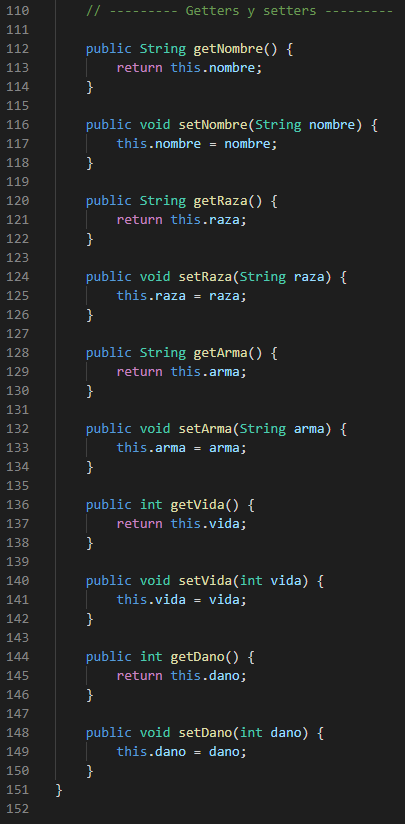 110 // --------- Getters y setters ---------
111
112 public String getNombre() {
113 return this.nombre;
114 }
115
116 public void setNombre(String nombre) {
117 this.nombre = nombre;
118 }
119
120 public String getRaza() {
121 return this.raza;
122 }
123
124 public void setRaza(String raza) {
125 this.raza = raza;
126 }
127
128 public String getArma() {
129 return this.arma;
130 }
131
132 public void setArma(String arma) {
133 this.arma = arma;
134 }
135
136 public int getVida() {
137 return this.vida;
138 }
139
140 public void setVida(int vida) {
141 this.vida = vida;
142 }
143
144 public int getDano() {
145 return this.dano;
146 }
147
148 public void setDano(int dano) {
149 this.dano = dano;
150 }
151 }
152